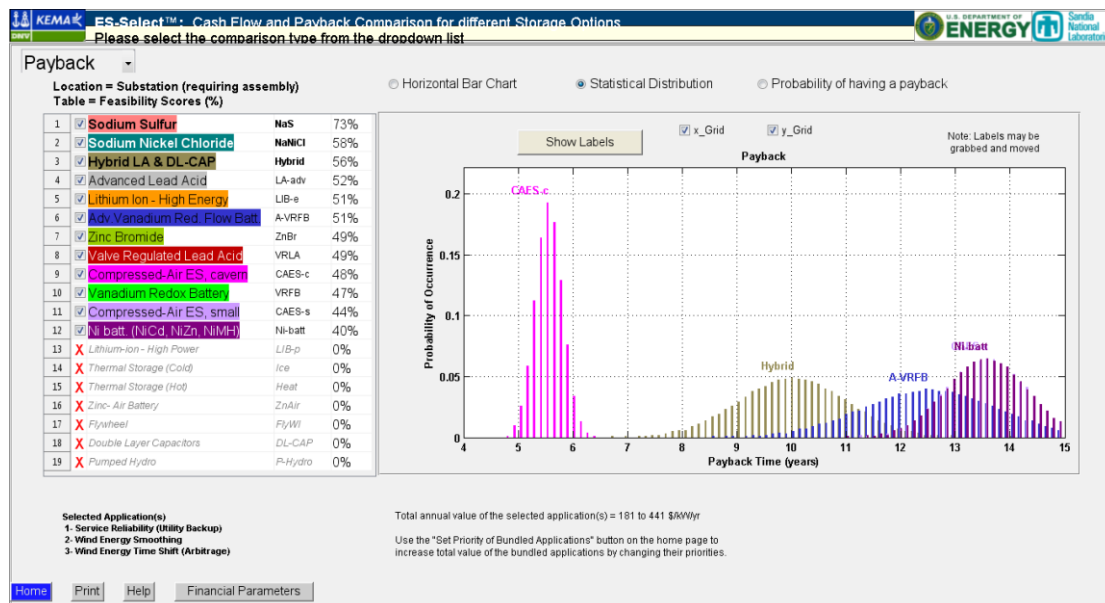 KEMA
DNV
ES-Select™: Cash Flow and Payback Comparison for different Storage Options
Please select the comparison type from the dropdown list
U.S. DEPARTMENT OF
ENERGY
Sandia
National
Laboratories
Payback
Location = Substation (requiring assembly)
Table = Feasibility Scores (%)
Horizontal Bar Chart
Statistical Distribution
Probability of having a payback
1 Sodium Sulfur NaS 73%
2 Sodium Nickel Chloride NaNiCl 58%
3 Hybrid LA & DL-CAP Hybrid 56%
4 Advanced Lead Acid LA-adv 52%
5 Lithium Ion - High Energy LIB-e 51%
6 Adv.Vanadium Red. Flow Batt. A-VRFB 51%
7 Zinc Bromide ZnBr 49%
8 Valve Regulated Lead Acid VRLA 49%
9 Compressed-Air ES, cavern CAES-c 48%
10 Vanadium Redox Battery VRFB 47%
11 Compressed-Air ES, small CAES-s 44%
12 Ni batt. (NiCd, NiZn, NiMH) Ni-batt 40%
13 X Lithium-ion - High Power LIB-p 0%
14 X Thermal Storage (Cold) Ice 0%
15 X Thermal Storage (Hot) Heat 0%
16 X Zinc- Air Battery ZnAir 0%
17 X Flywheel FlyWl 0%
18 X Double Layer Capacitors DL-CAP 0%
19 X Pumped Hydro P-Hydro 0%
Show Labels
x_Grid
y_Grid
Note: Labels may be
grabbed and moved
Payback
Probability of Occurrence
0.2
0.15
0.1
0.05
0
CAES-c
Hybrid
A-VRFB
Ni-batt
4 5 6 7 8 9 10 11 12 13 14 15
Payback Time (years)
Selected Application(s)
1- Service Reliability (Utility Backup)
2- Wind Energy Smoothing
3- Wind Energy Time Shift (Arbitrage)
Total annual value of the selected application(s) = 181 to 441 $/kW/yr
Use the "Set Priority of Bundled Applications" button on the home page to
increase total value of the bundled applications by changing their priorities.
Home
Print
Help
Financial Parameters